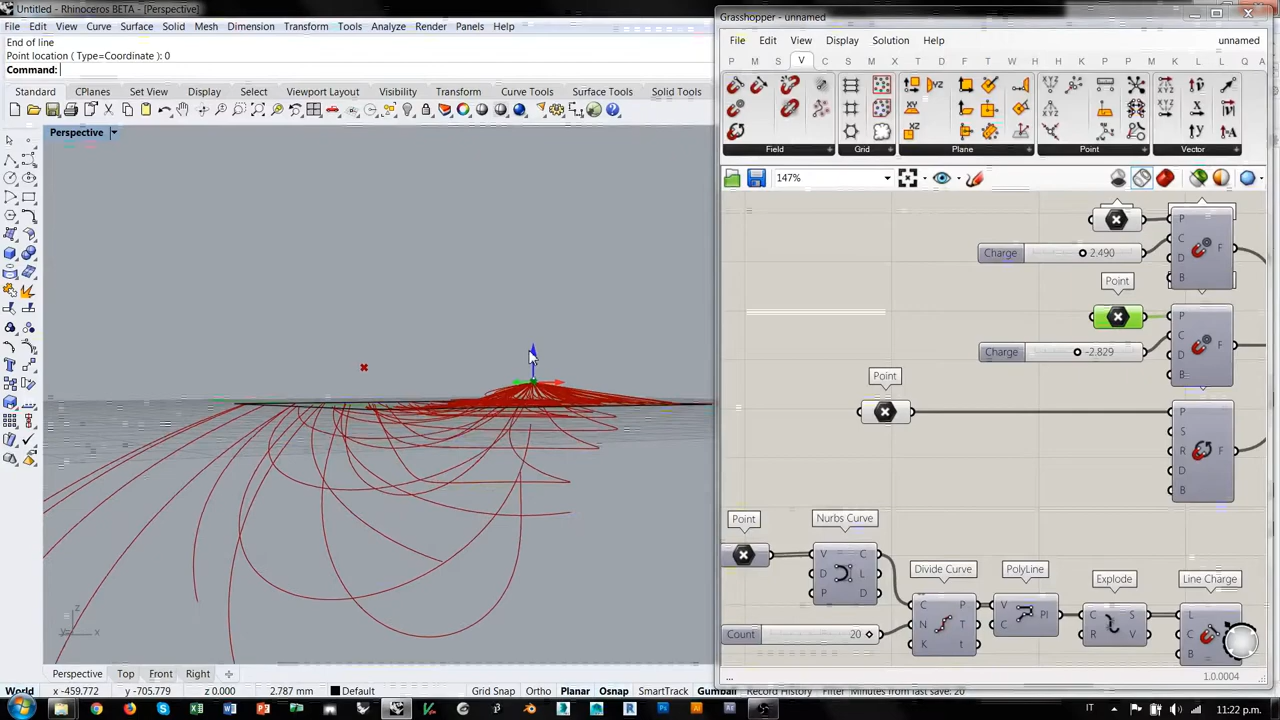 Untitled - Rhinoceros BETA - [Perspective]
File Edit View Curve Surface Solid Mesh Dimension Transform Tools Analyze Render Panels Help
End of line
Point location ( Type=Coordinate ): 0
Command:
Standard CPlanes Set View Display Select Viewport Layout Visibility Transform Curve Tools Surface Tools Solid Tools
Perspective
z
x
Perspective Top Front Right
World x -459.772 y -705.779 z 0.000 2.787 mm Default Grid Snap Ortho Planar Osnap SmartTrack Gumball Record History Filter Minutes from last save: 20
Grasshopper - unnamed
File Edit View Display Solution Help unnamed
P M S V C S M X D M S K P K L L Q
Field Grid Plane Point Vector
147%
P
C
D
B
F
Charge 2.490
Point
P
C
D
B
F
Charge -2.829
Point
P
S
R
D
B
F
Point
Nurbs Curve
V
D
P
C
L
D
Divide Curve
C
N
K
P
T
t
PolyLine
V
C
Pl
Explode
C
R
S
V
Line Charge
L
C
B
Count 20
...
1.0.0004
IT
11:22 p.m.